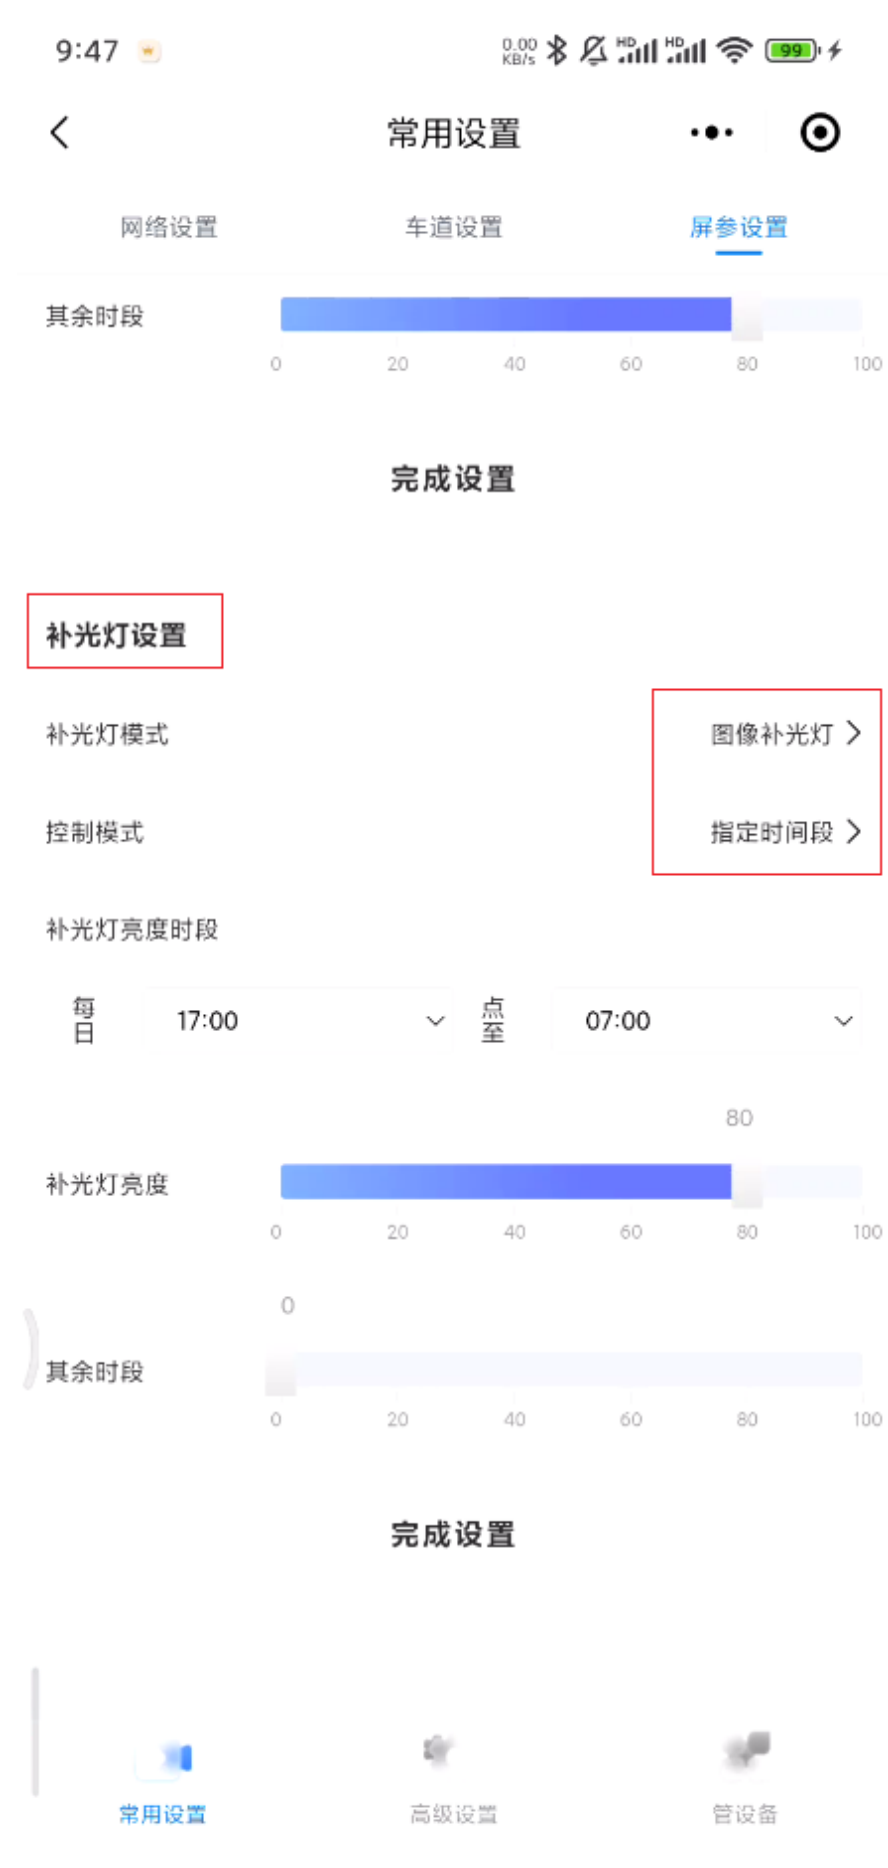 9:47
0.00 KB/s HD HD 99
常用设置
网络设置 车道设置 屏参设置
其余时段
0 20 40 60 80 100
完成设置
补光灯设置
补光灯模式 图像补光灯
控制模式 指定时间段
补光灯亮度时段
每日 17:00 点至 07:00
80
补光灯亮度
0 20 40 60 80 100
0
其余时段
0 20 40 60 80 100
完成设置
常用设置 高级设置 管设备